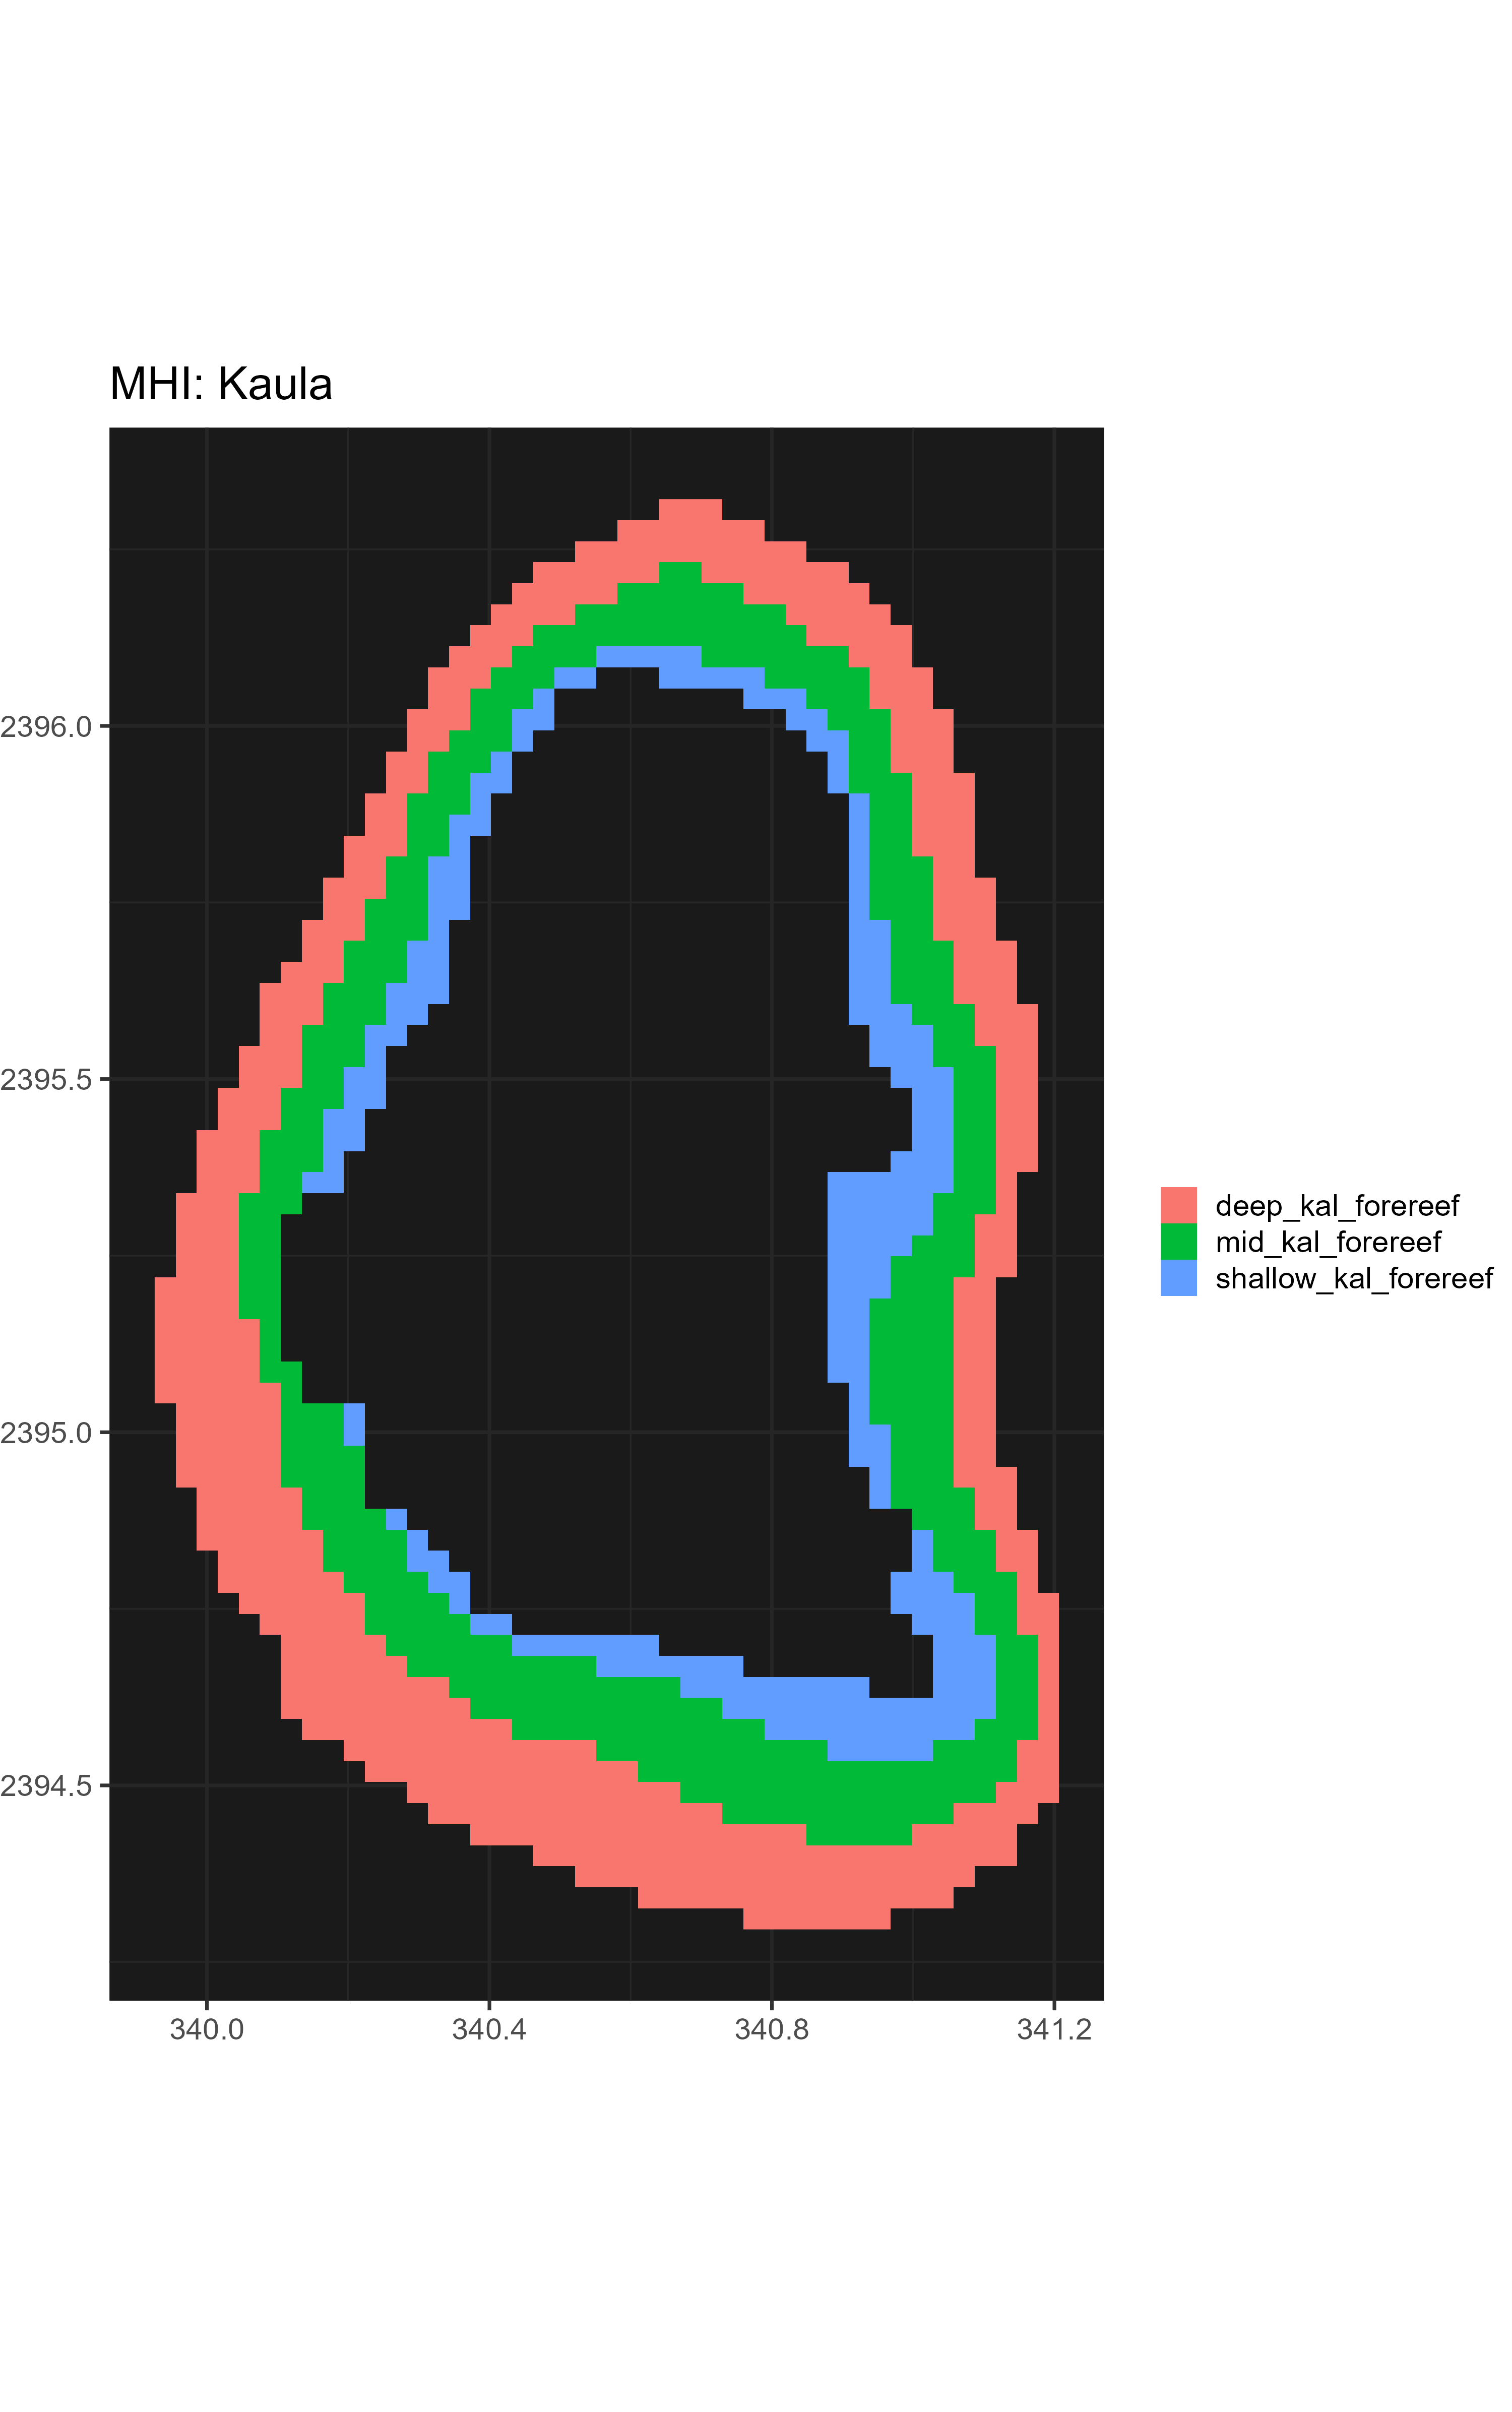 MHI: Kaula
2396.0
2395.5
2395.0
2394.5
340.0 340.4 340.8 341.2
deep_kal_forereef
mid_kal_forereef
shallow_kal_forereef